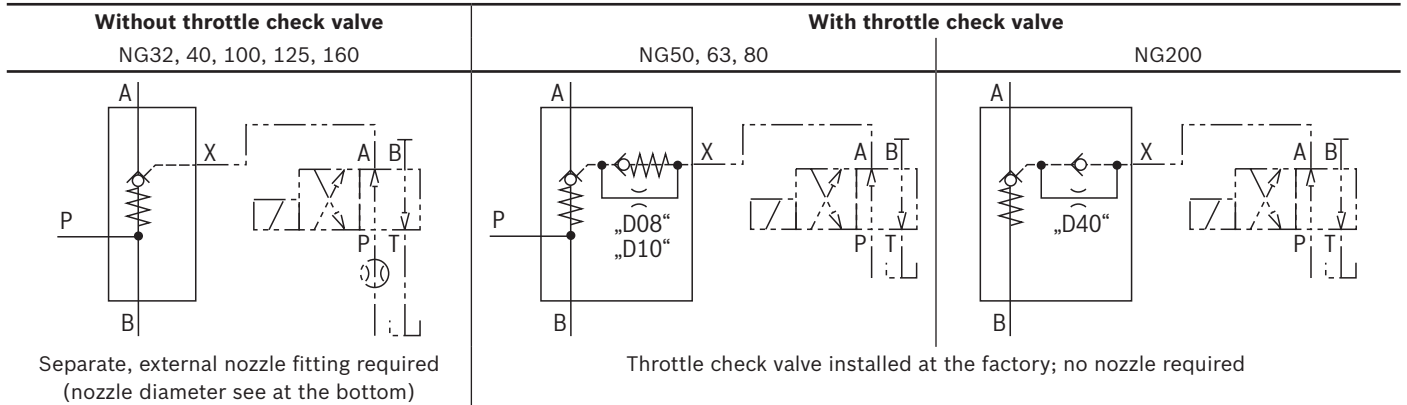 Without throttle check valve
With throttle check valve
NG32, 40, 100, 125, 160
NG50, 63, 80
NG200
A
X
A B
P
P T
B
A
X
A B
P
„D08“
„D10“
P T
B
A
X
A B
„D40“
P T
B
Separate, external nozzle fitting required
(nozzle diameter see at the bottom)
Throttle check valve installed at the factory; no nozzle required